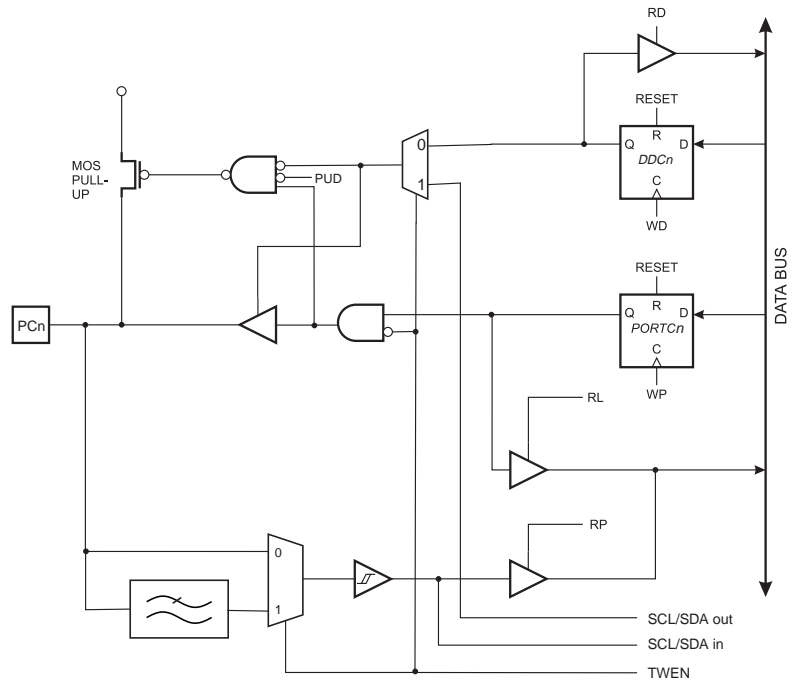 RD
RESET
R
Q D
DDCn
C
WD
0
1
MOS
PULL-
UP
PUD
RESET
R
Q D
PORTCn
C
WP
DATA BUS
PCn
RL
RP
0
1
SCL/SDA out
SCL/SDA in
TWEN